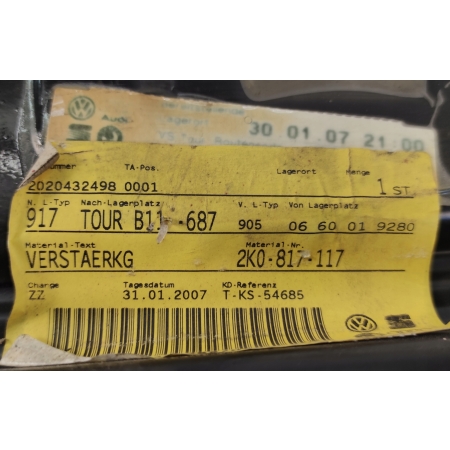 Audi
30 01.07 21:00
ummer TA-Pos. Lagerort Menge
2020432498 0001 1 ST
N. L-Typ Nach-Lagerplatz V. L-Typ Von Lagerplatz
917 TOUR B11 -687 905 06 60 01 9280
Material-Text Material-Nr.
VERSTAERKG 2K0-817-117
Charge Tagesdatum KD-Referenz
ZZ 31.01.2007 T-KS-54685